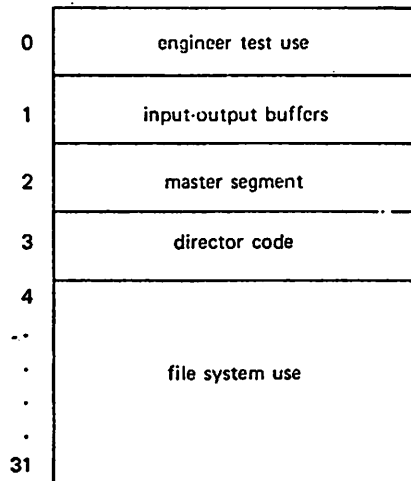 0 engineer test use
1 input-output buffers
2 master segment
3 director code
4
file system use
31